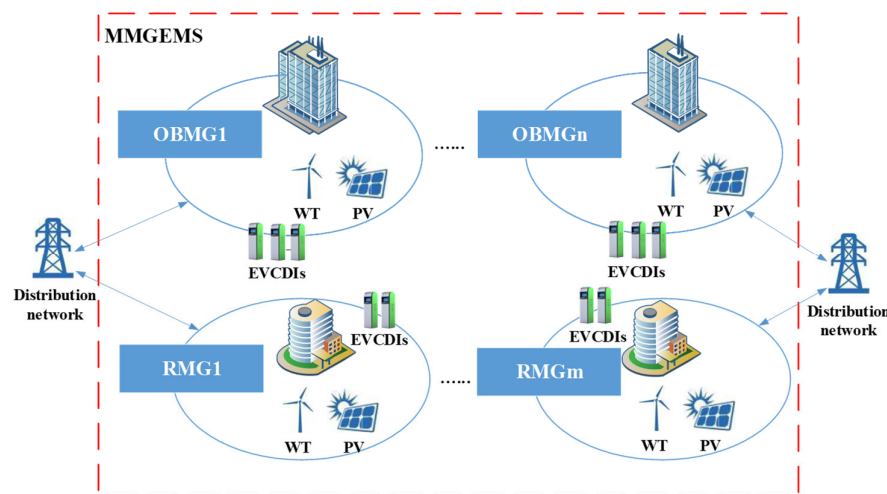 MMGEMS
OBMG1
......
OBMGn
WT
PV
WT
PV
EVCDIs
EVCDIs
Distribution
network
Distribution
network
EVCDIs
EVCDIs
RMG1
......
RMGm
WT
PV
WT
PV